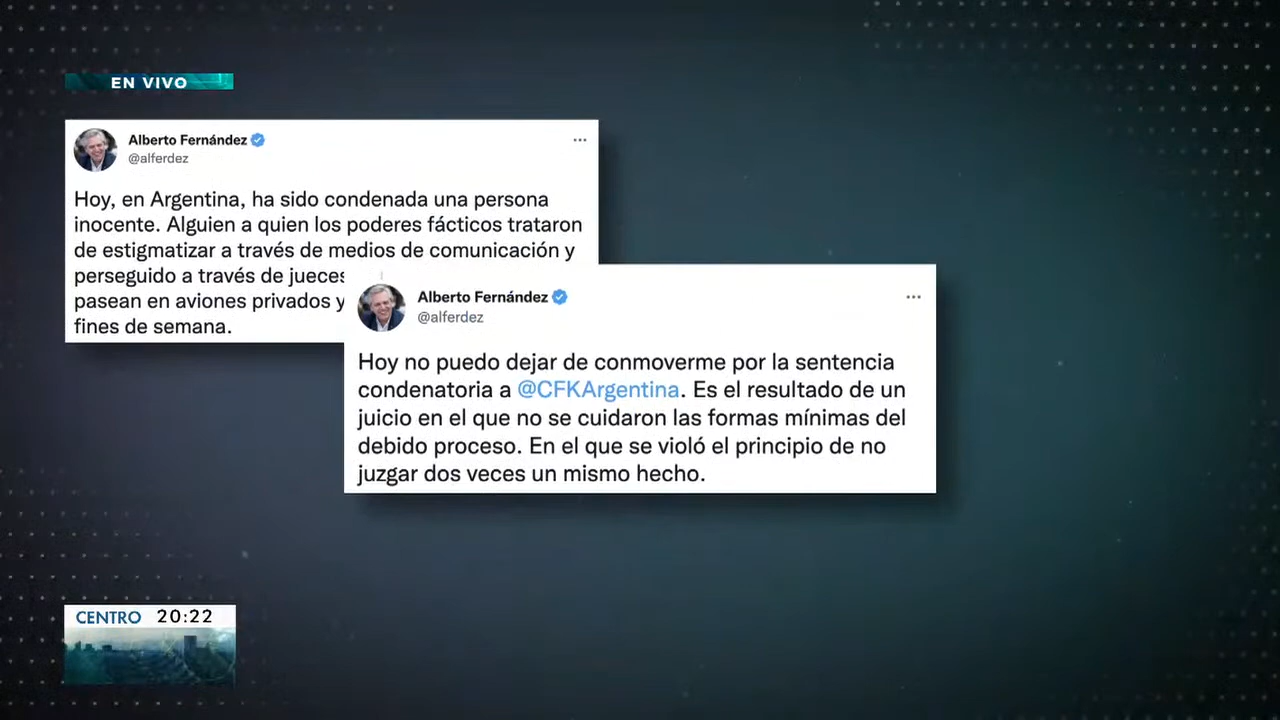 EN VIVO
Alberto Fernández
@alferdez
Hoy, en Argentina, ha sido condenada una persona
inocente. Alguien a quien los poderes fácticos trataron
de estigmatizar a través de medios de comunicación y
perseguido a través de jueces
pasean en aviones privados y
fines de semana.
Alberto Fernández
@alferdez
Hoy no puedo dejar de conmoverme por la sentencia
condenatoria a @CFKArgentina. Es el resultado de un
juicio en el que no se cuidaron las formas mínimas del
debido proceso. En el que se violó el principio de no
juzgar dos veces un mismo hecho.
CENTRO 20:22